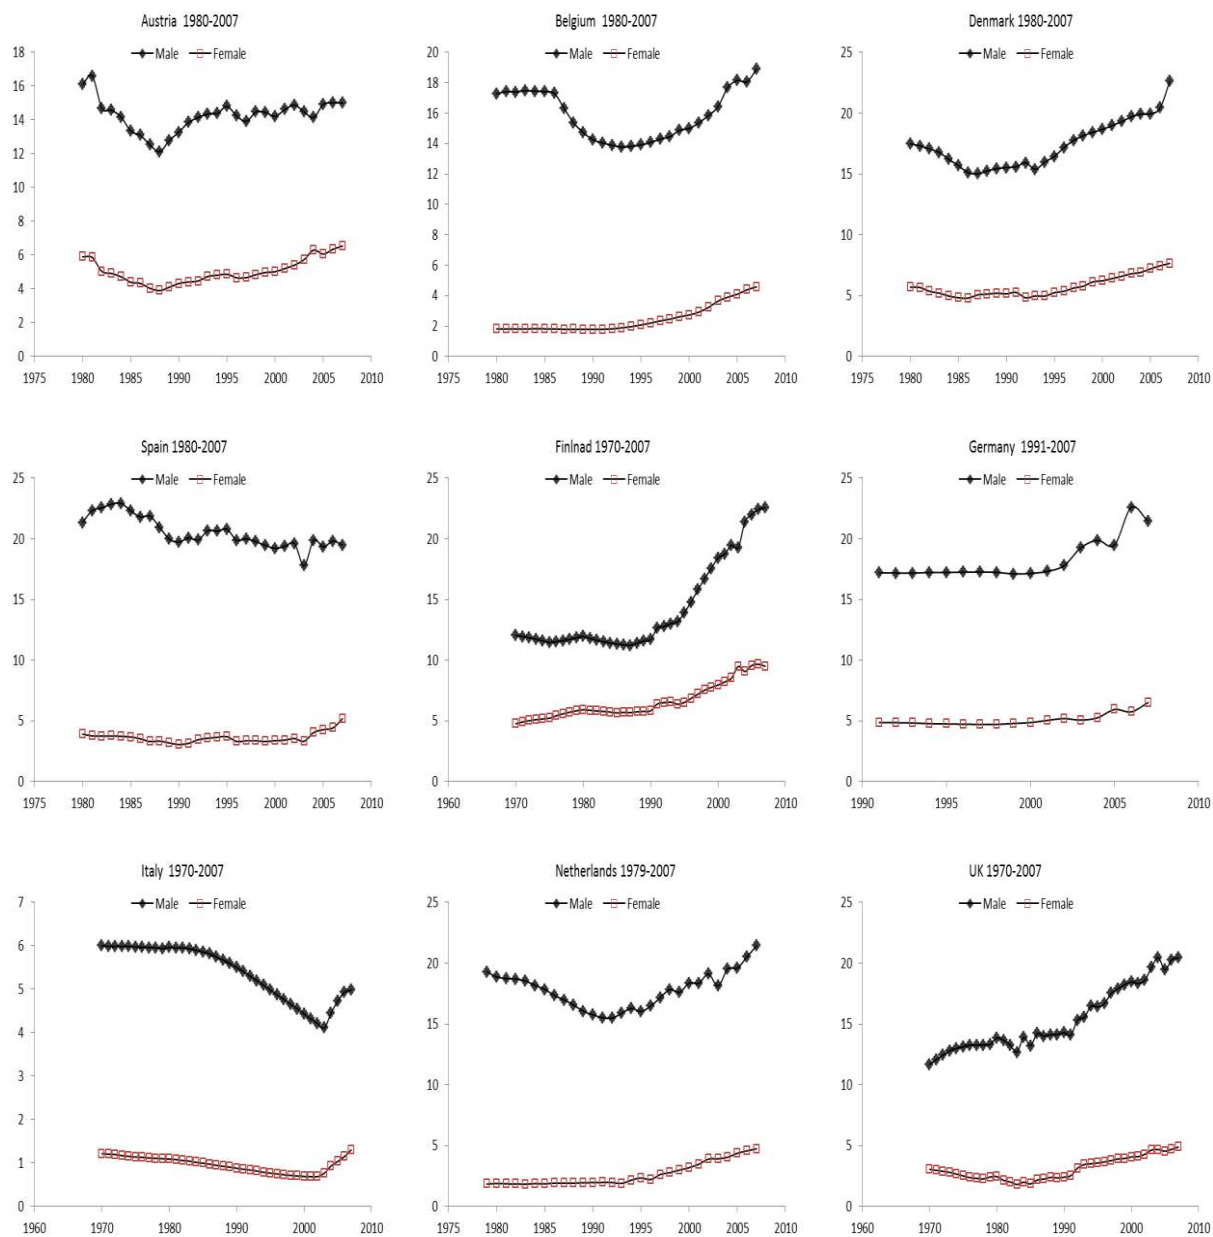 Austria 1980-2007
Male Female
18
16
14
12
10
8
6
4
2
0
1975 1980 1985 1990 1995 2000 2005 2010
Belgium 1980-2007
Male Female
20
18
16
14
12
10
8
6
4
2
0
1975 1980 1985 1990 1995 2000 2005 2010
Denmark 1980-2007
Male Female
25
20
15
10
5
0
1975 1980 1985 1990 1995 2000 2005 2010
Spain 1980-2007
Male Female
25
20
15
10
5
0
1975 1980 1985 1990 1995 2000 2005 2010
Finlnad 1970-2007
Male Female
25
20
15
10
5
0
1960 1970 1980 1990 2000 2010
Germany 1991-2007
Male Female
25
20
15
10
5
0
1990 1995 2000 2005 2010
Italy 1970-2007
Male Female
7
6
5
4
3
2
1
0
1960 1970 1980 1990 2000 2010
Netherlands 1979-2007
Male Female
25
20
15
10
5
0
1975 1980 1985 1990 1995 2000 2005 2010
UK 1970-2007
Male Female
25
20
15
10
5
0
1960 1970 1980 1990 2000 2010